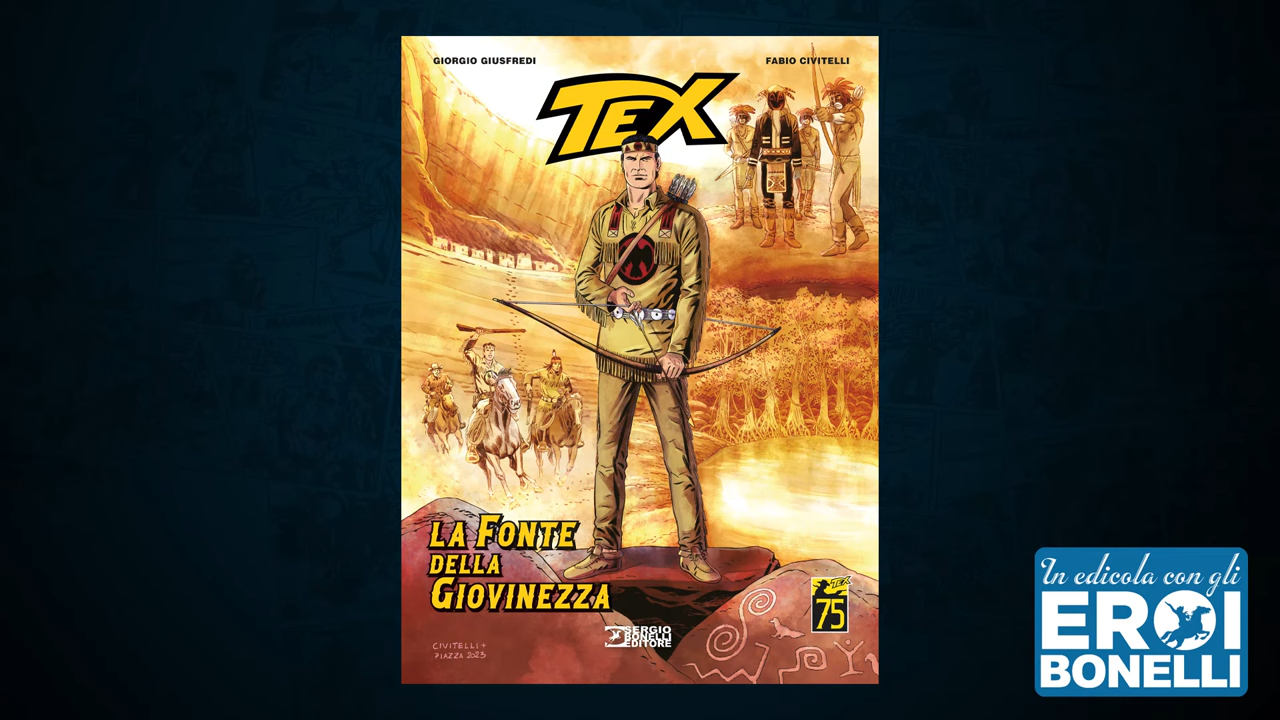 GIORGIO GIUSFREDI
FABIO CIVITELLI
TEX
LA FONTE
DELLA
GIOVINEZZA
TEX
75
SERGIO
BONELLI
EDITORE
CIVITELLI +
PIAZZA 2023
In edicola con gli
EROI
BONELLI